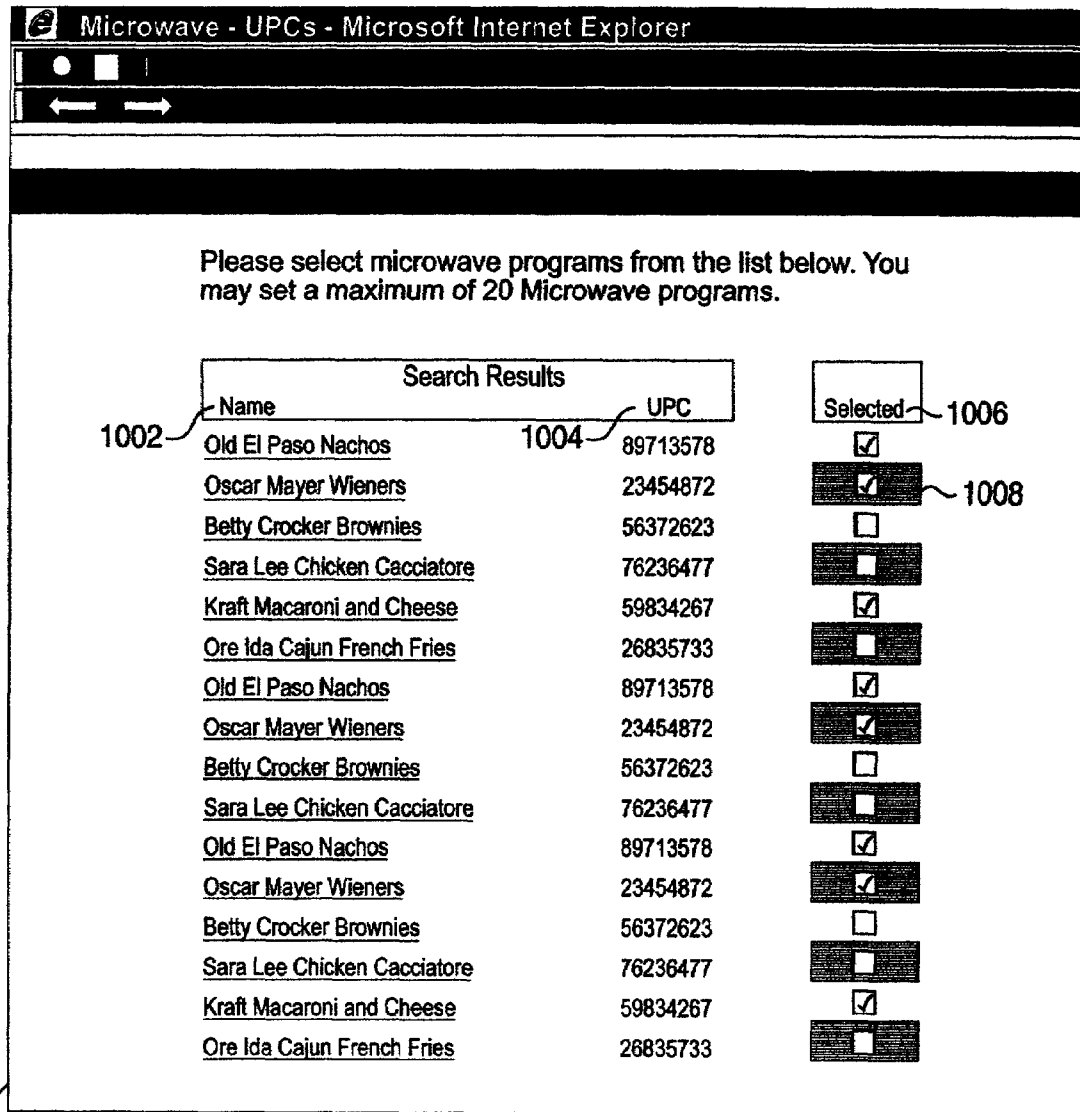 Microwave - UPCs - Microsoft Internet Explorer
Please select microwave programs from the list below. You
may set a maximum of 20 Microwave programs.
Search Results
Name UPC Selected 1006
1002 1004
Old El Paso Nachos 89713578
Oscar Mayer Wieners 23454872 1008
Betty Crocker Brownies 56372623
Sara Lee Chicken Cacciatore 76236477
Kraft Macaroni and Cheese 59834267
Ore Ida Cajun French Fries 26835733
Old El Paso Nachos 89713578
Oscar Mayer Wieners 23454872
Betty Crocker Brownies 56372623
Sara Lee Chicken Cacciatore 76236477
Old El Paso Nachos 89713578
Oscar Mayer Wieners 23454872
Betty Crocker Brownies 56372623
Sara Lee Chicken Cacciatore 76236477
Kraft Macaroni and Cheese 59834267
Ore Ida Cajun French Fries 26835733